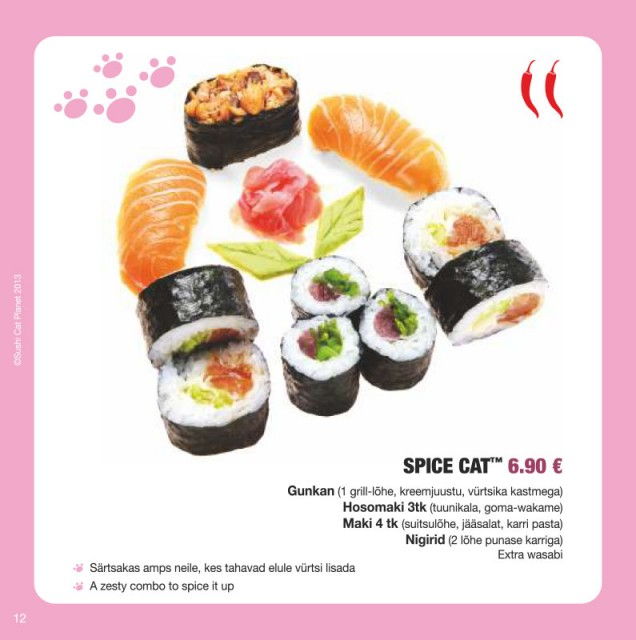 ©Sushi Cat Planet 2013
SPICE CAT™ 6.90 €
Gunkan (1 grill-lõhe, kreemjuustu, vürtsika kastmega)
Hosomaki 3tk (tuunikala, goma-wakame)
Maki 4 tk (suitsulõhe, jääsalat, karri pasta)
Nigirid (2 lõhe punase karriga)
Extra wasabi
Särtsakas amps neile, kes tahavad elule vürtsi lisada
A zesty combo to spice it up
12